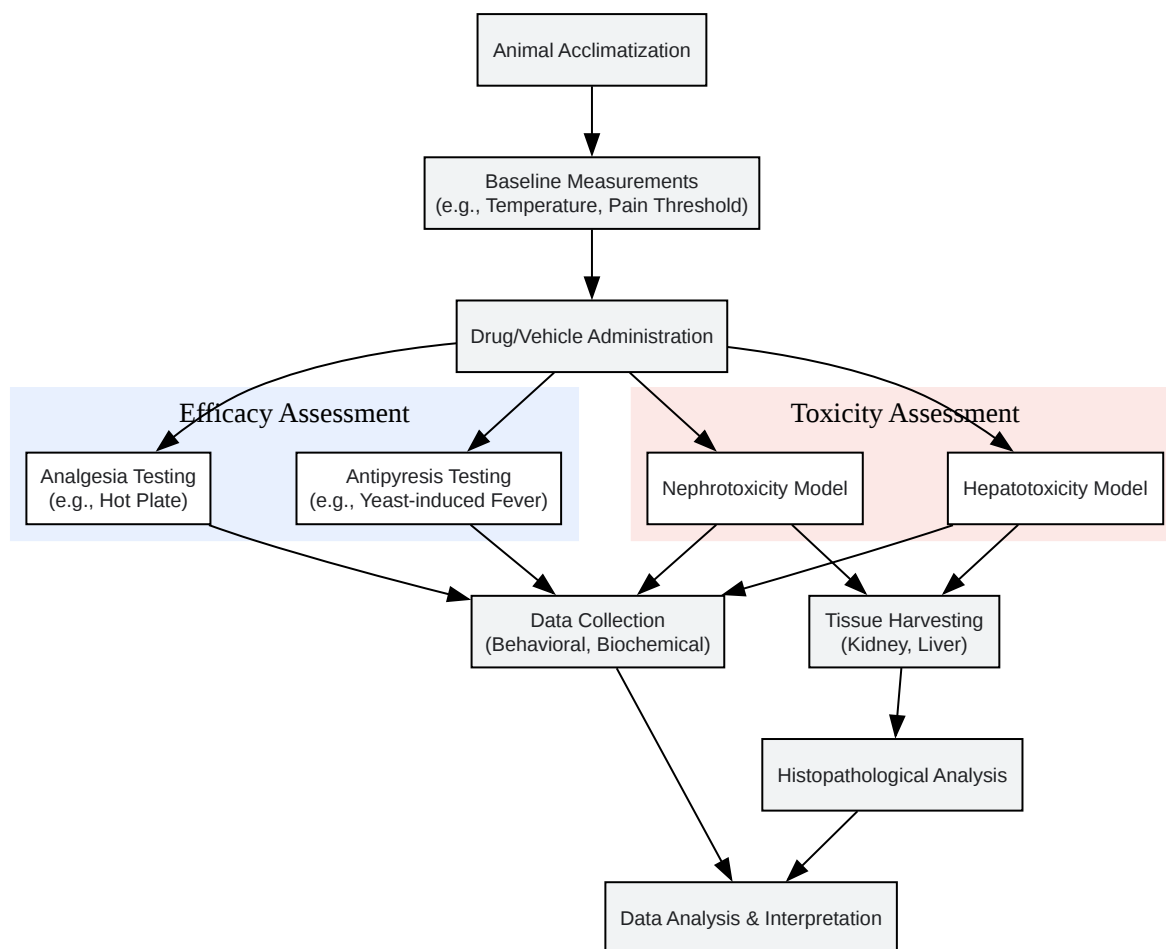 Animal Acclimatization
Baseline Measurements
(e.g., Temperature, Pain Threshold)
Drug/Vehicle Administration
Efficacy Assessment
Toxicity Assessment
Analgesia Testing
(e.g., Hot Plate)
Antipyresis Testing
(e.g., Yeast-induced Fever)
Nephrotoxicity Model
Hepatotoxicity Model
Data Collection
(Behavioral, Biochemical)
Tissue Harvesting
(Kidney, Liver)
Histopathological Analysis
Data Analysis & Interpretation